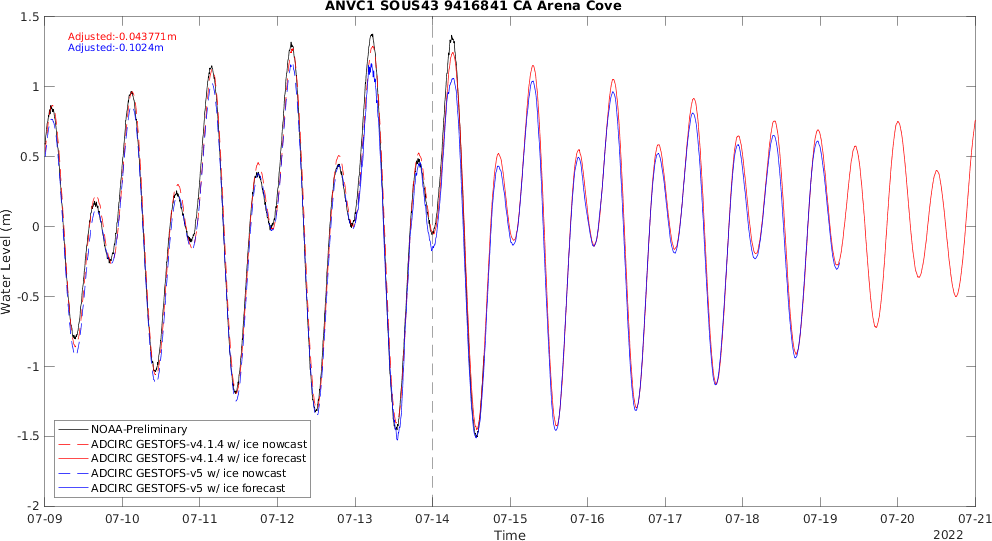 ANVC1 SOUS43 9416841 CA Arena Cove
Adjusted:-0.043771m
Adjusted:-0.1024m
1.5
1
0.5
0
-0.5
-1
-1.5
-2
Water Level (m)
NOAA-Preliminary
ADCIRC GESTOFS-v4.1.4 w/ ice nowcast
ADCIRC GESTOFS-v4.1.4 w/ ice forecast
ADCIRC GESTOFS-v5 w/ ice nowcast
ADCIRC GESTOFS-v5 w/ ice forecast
07-09 07-10 07-11 07-12 07-13 07-14 07-15 07-16 07-17 07-18 07-19 07-20 07-21
Time
2022